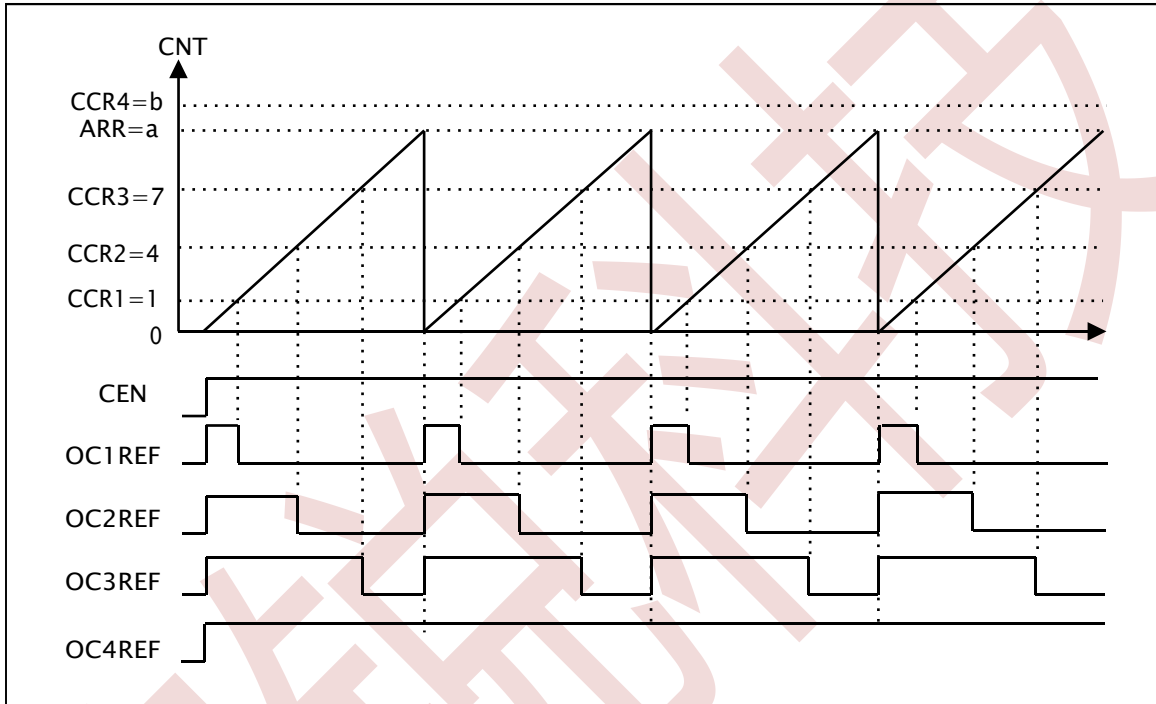 CNT
CCR4=b
ARR=a
CCR3=7
CCR2=4
CCR1=1
0
CEN
OC1REF
OC2REF
OC3REF
OC4REF